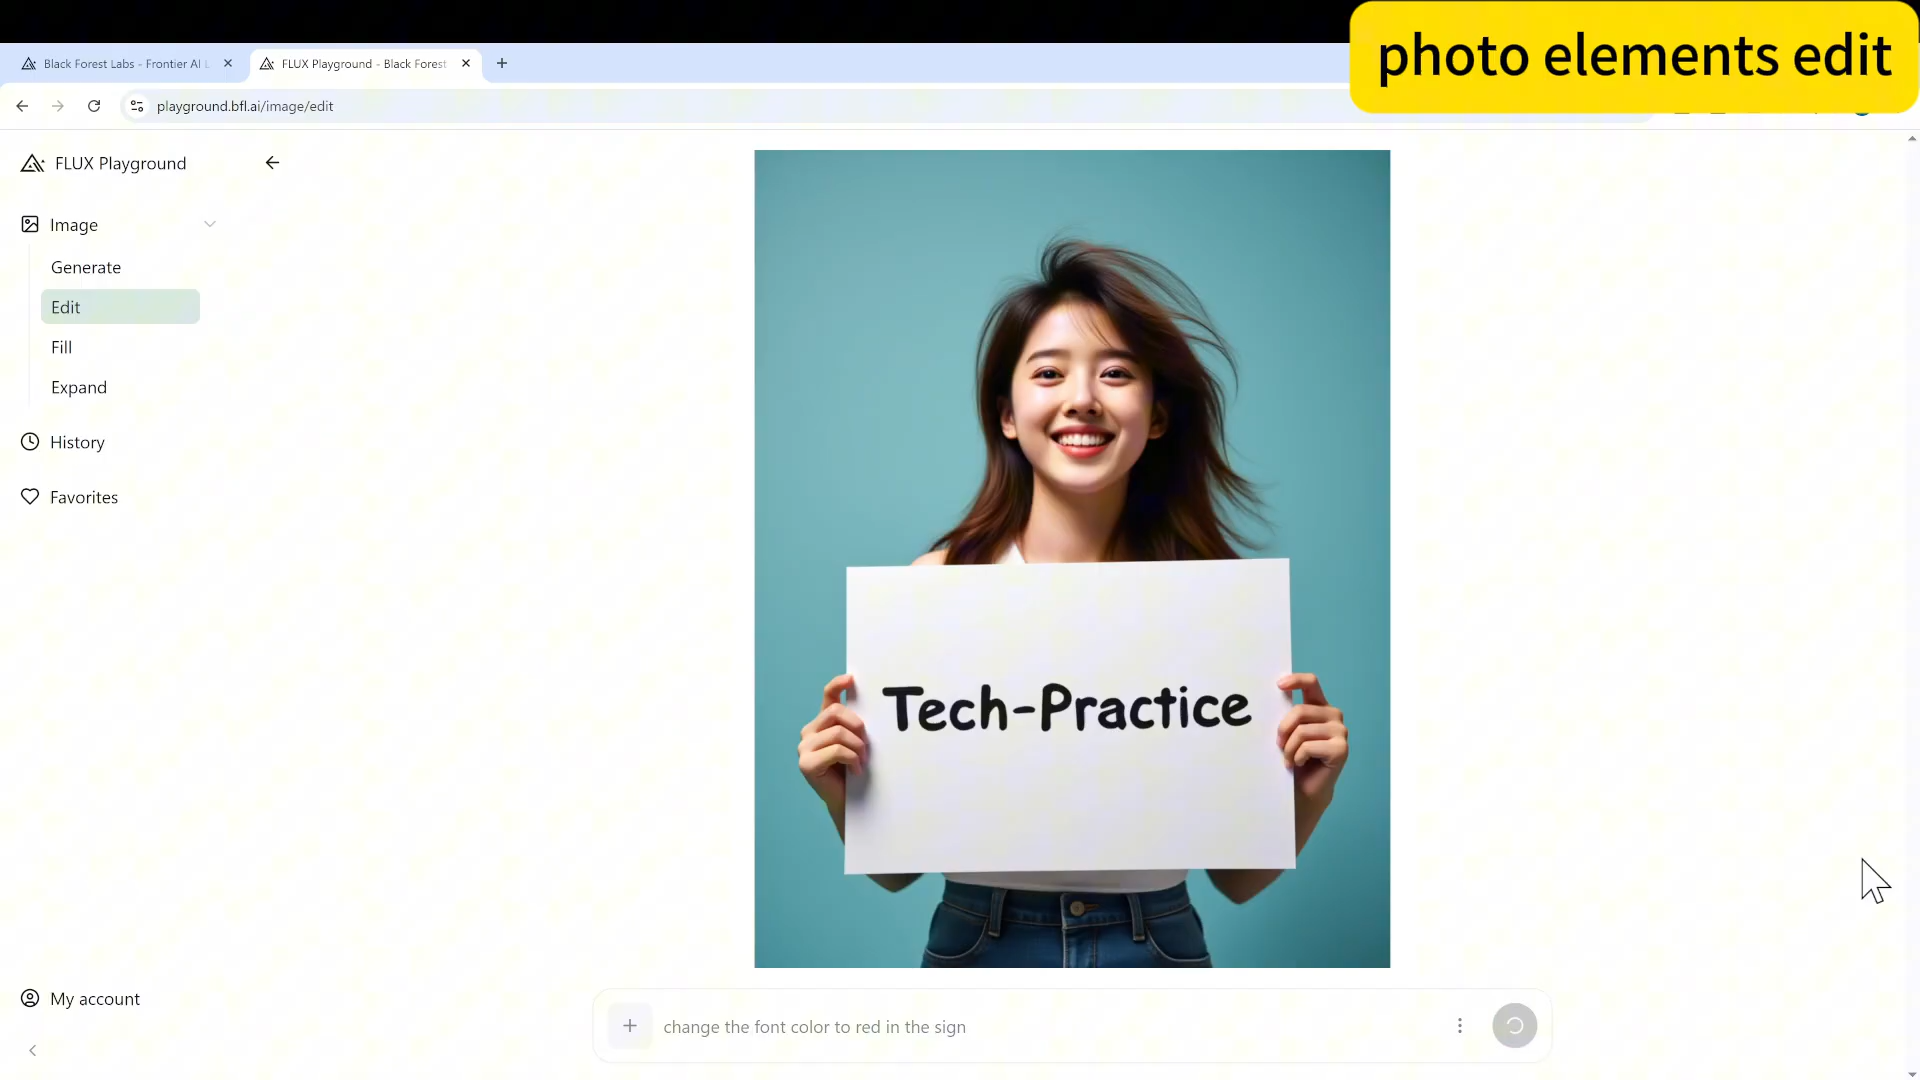 photo elements edit
Black Forest Labs - Frontier AI L
FLUX Playground - Black Forest
playground.bfl.ai/image/edit
FLUX Playground
Image
Generate
Edit
Fill
Expand
History
Favorites
Tech-Practice
My account
change the font color to red in the sign